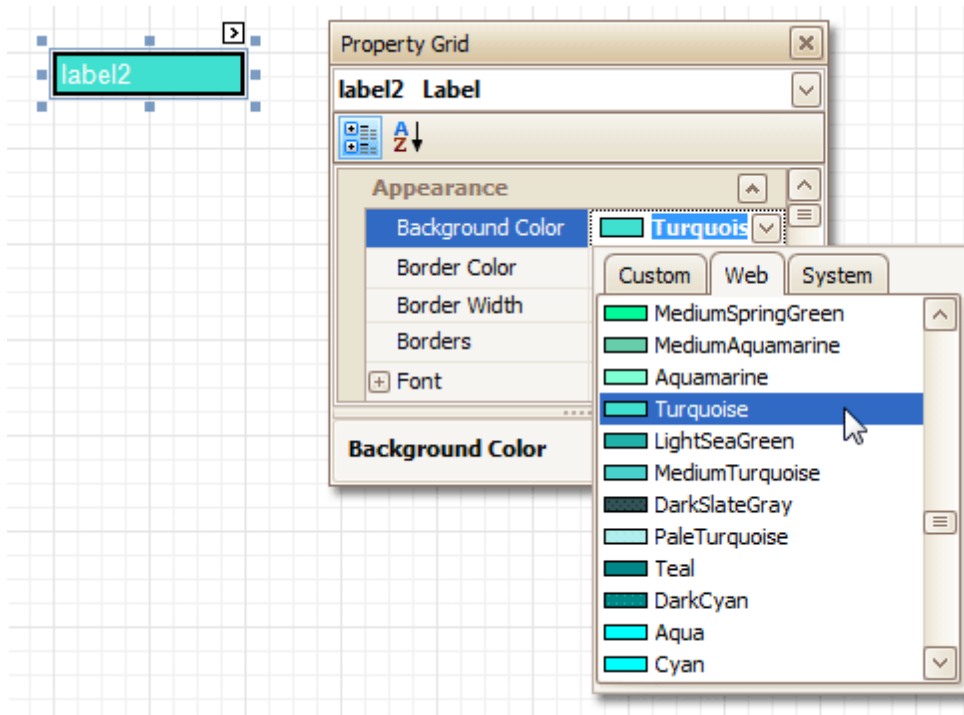 label2
Property Grid
label2 Label
A
Z
Appearance
Background Color
Turquois
Border Color
Border Width
Borders
Font
Background Color
Custom Web System
MediumSpringGreen
MediumAquamarine
Aquamarine
Turquoise
LightSeaGreen
MediumTurquoise
DarkSlateGray
PaleTurquoise
Teal
DarkCyan
Aqua
Cyan